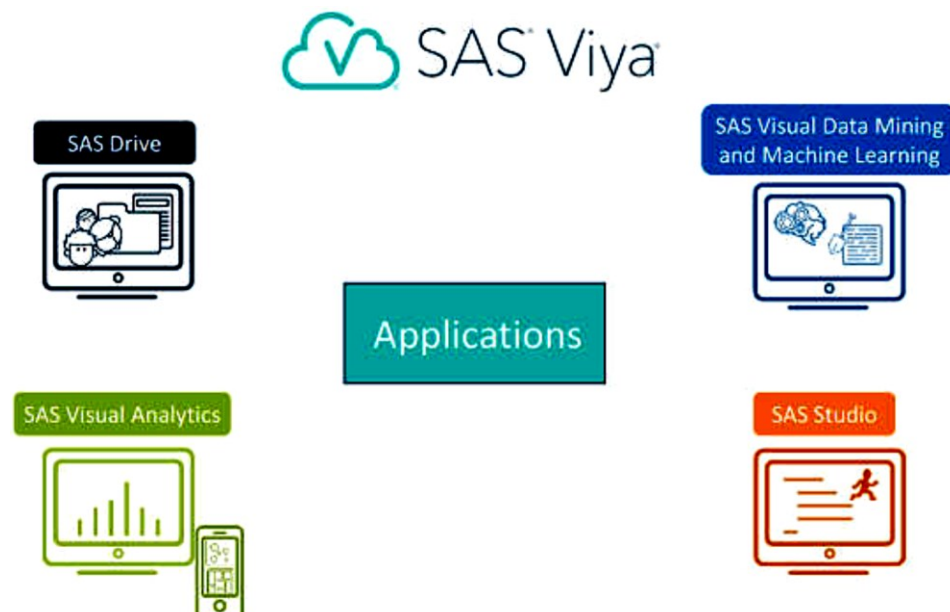 SAS® Viya®
SAS Drive
SAS Visual Data Mining
and Machine Learning
Applications
SAS Visual Analytics
SAS Studio